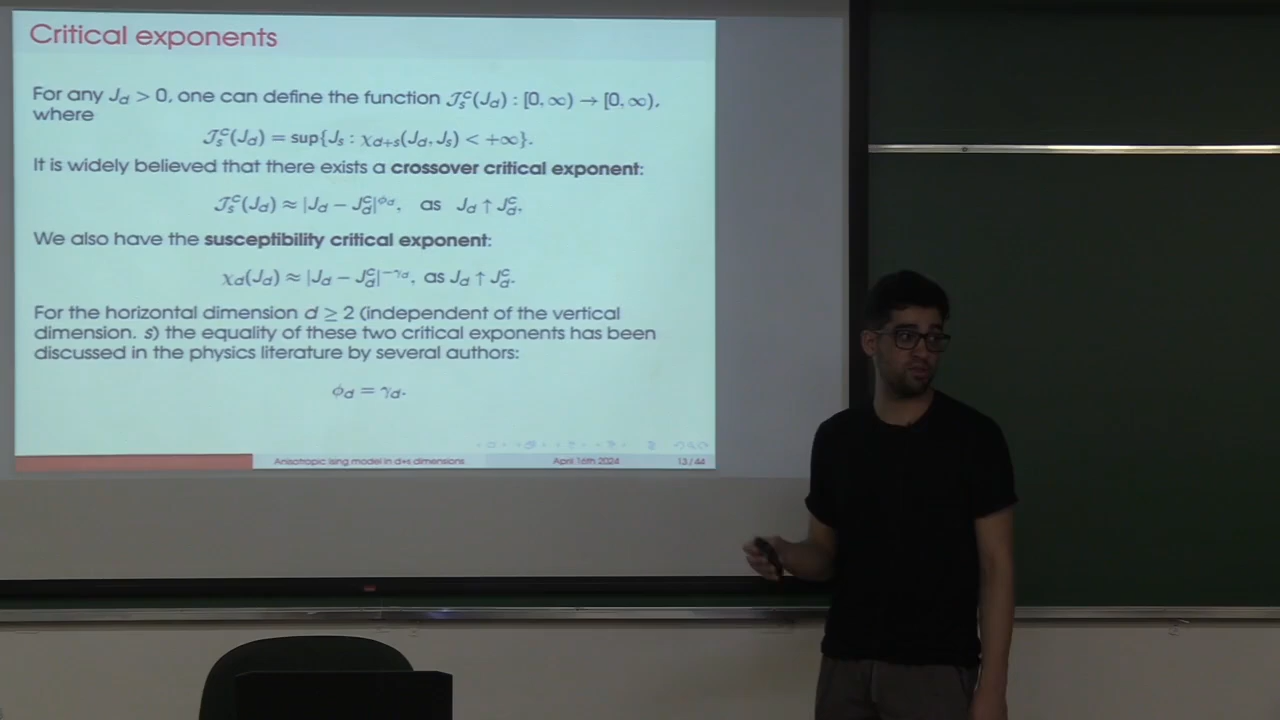 Critical exponents
For any J_d > 0, one can define the function 𝒥_s^c(J_d) : [0, ∞) → [0, ∞),
where
𝒥_s^c(J_d) = sup{J_s : χ_{d+s}(J_d, J_s) < +∞}.
It is widely believed that there exists a crossover critical exponent:
𝒥_s^c(J_d) ≈ |J_d − J_d^c|^{ϕ_d}, as J_d ↑ J_d^c,
We also have the susceptibility critical exponent:
χ_d(J_d) ≈ |J_d − J_d^c|^{−γ_d}, as J_d ↑ J_d^c.
For the horizontal dimension d ≥ 2 (independent of the vertical
dimension. s) the equality of these two critical exponents has been
discussed in the physics literature by several authors:
ϕ_d = γ_d.
Anisotropic Ising model in d+s dimensions April 16th 2024 13 / 44